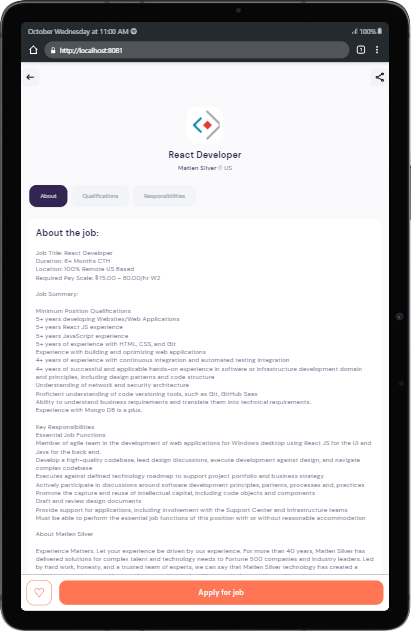 October Wednesday at 11:00 AM
100%
http://localhost:8081
1
React Developer
Matlen Silver US
About
Qualifications
Responsibilities
About the job:
Job Title: React Developer
Duration: 6+ Months CTH
Location: 100% Remote US Based
Required Pay Scale: $75.00 – 80.00/hr W2
Job Summary:
Minimum Position Qualifications
5+ years developing Websites/Web Applications
5+ years React JS experience
5+ years JavaScript experience
5+ years of experience with HTML, CSS, and Git
Experience with building and optimizing web applications
4+ years of experience with continuous integration and automated testing integration
4+ years of successful and applicable hands-on experience in software or infrastructure development domain
and principles, including design patterns and code structure
Understanding of network and security architecture
Proficient understanding of code versioning tools, such as Git, GitHub SaaS
Ability to understand business requirements and translate them into technical requirements.
Experience with Mongo DB is a plus.
Key Responsibilities
Essential Job Functions
Member of agile team in the development of web applications for Windows desktop using React JS for the UI and
Java for the back end.
Develop a high-quality codebase, lead design discussions, execute development against design, and navigate
complex codebase
Executes against defined technology roadmap to support project portfolio and business strategy
Actively participate in discussions around software development principles, patterns, processes and, practices
Promote the capture and reuse of intellectual capital, including code objects and components
Draft and review design documents
Provide support for applications, including involvement with the Support Center and Infrastructure teams
Must be able to perform the essential job functions of this position with or without reasonable accommodation
About Matlen Silver
Experience Matters. Let your experience be driven by our experience. For more than 40 years, Matlen Silver has
delivered solutions for complex talent and technology needs to Fortune 500 companies and industry leaders. Led
by hard work, honesty, and a trusted team of experts, we can say that Matlen Silver technology has created a
Apply for job